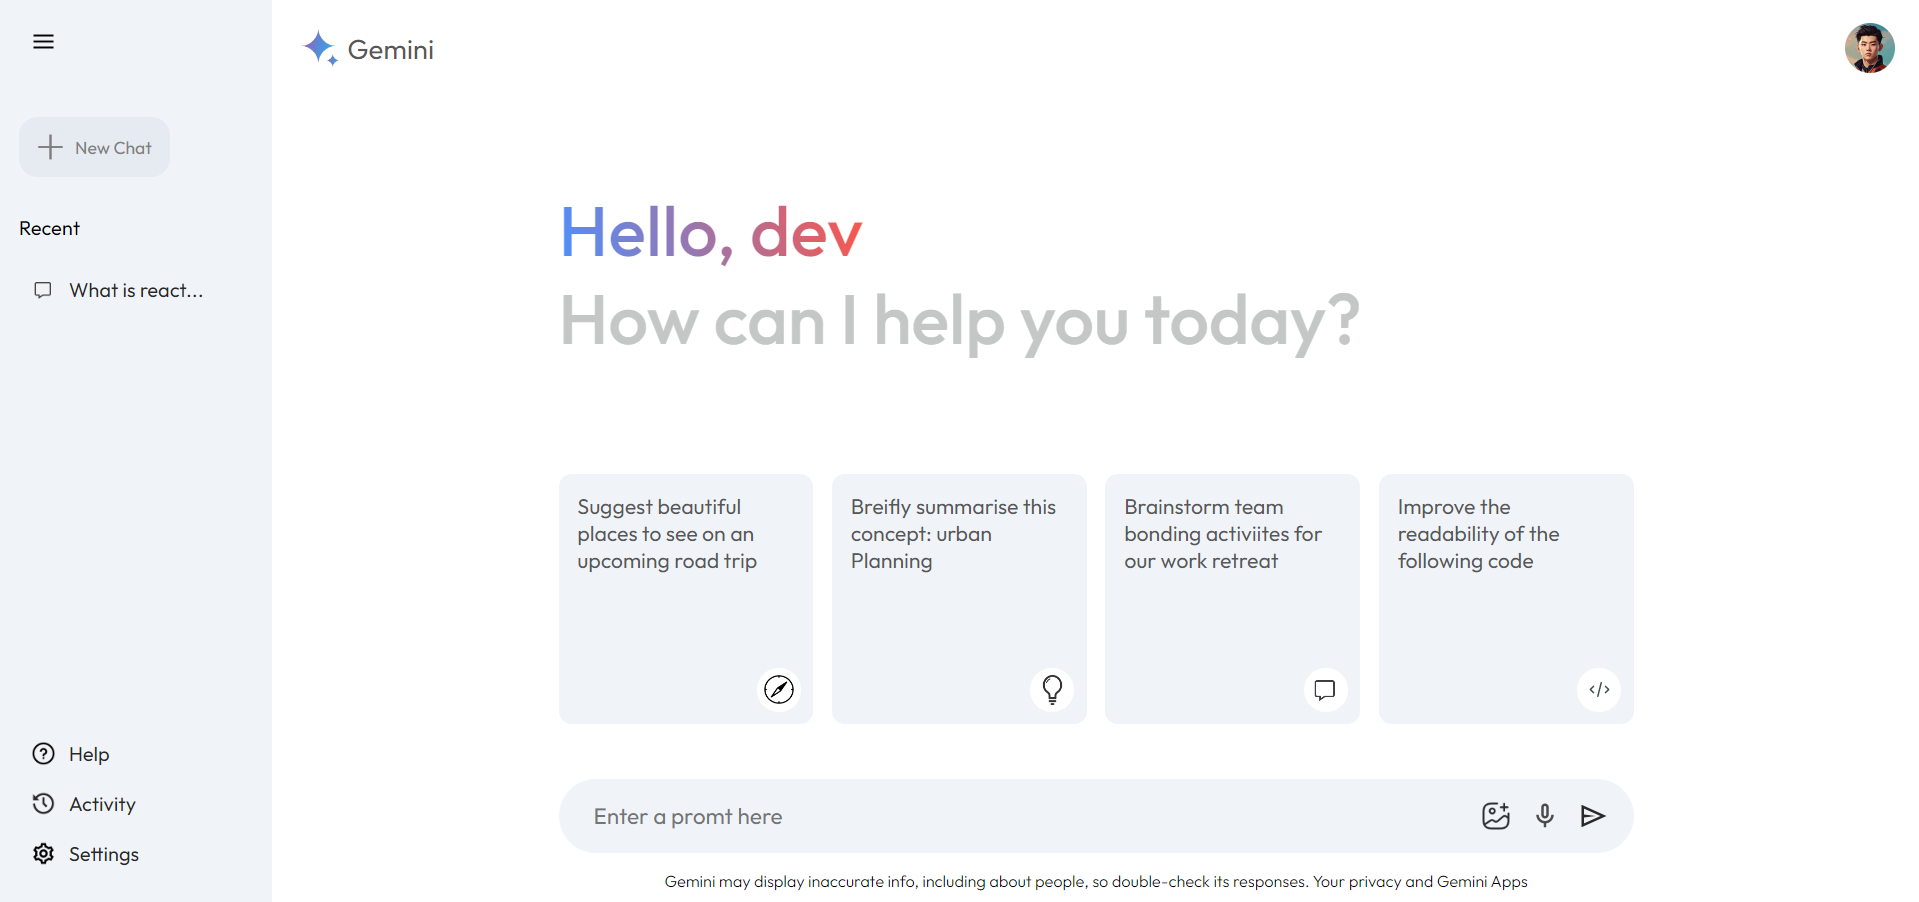 Gemini
New Chat
Recent
What is react...
Hello, dev
How can I help you today?
Suggest beautiful
places to see on an
upcoming road trip
Breifly summarise this
concept: urban
Planning
Brainstorm team
bonding activiites for
our work retreat
Improve the
readability of the
following code
Help
Activity
Settings
Enter a promt here
Gemini may display inaccurate info, including about people, so double-check its responses. Your privacy and Gemini Apps